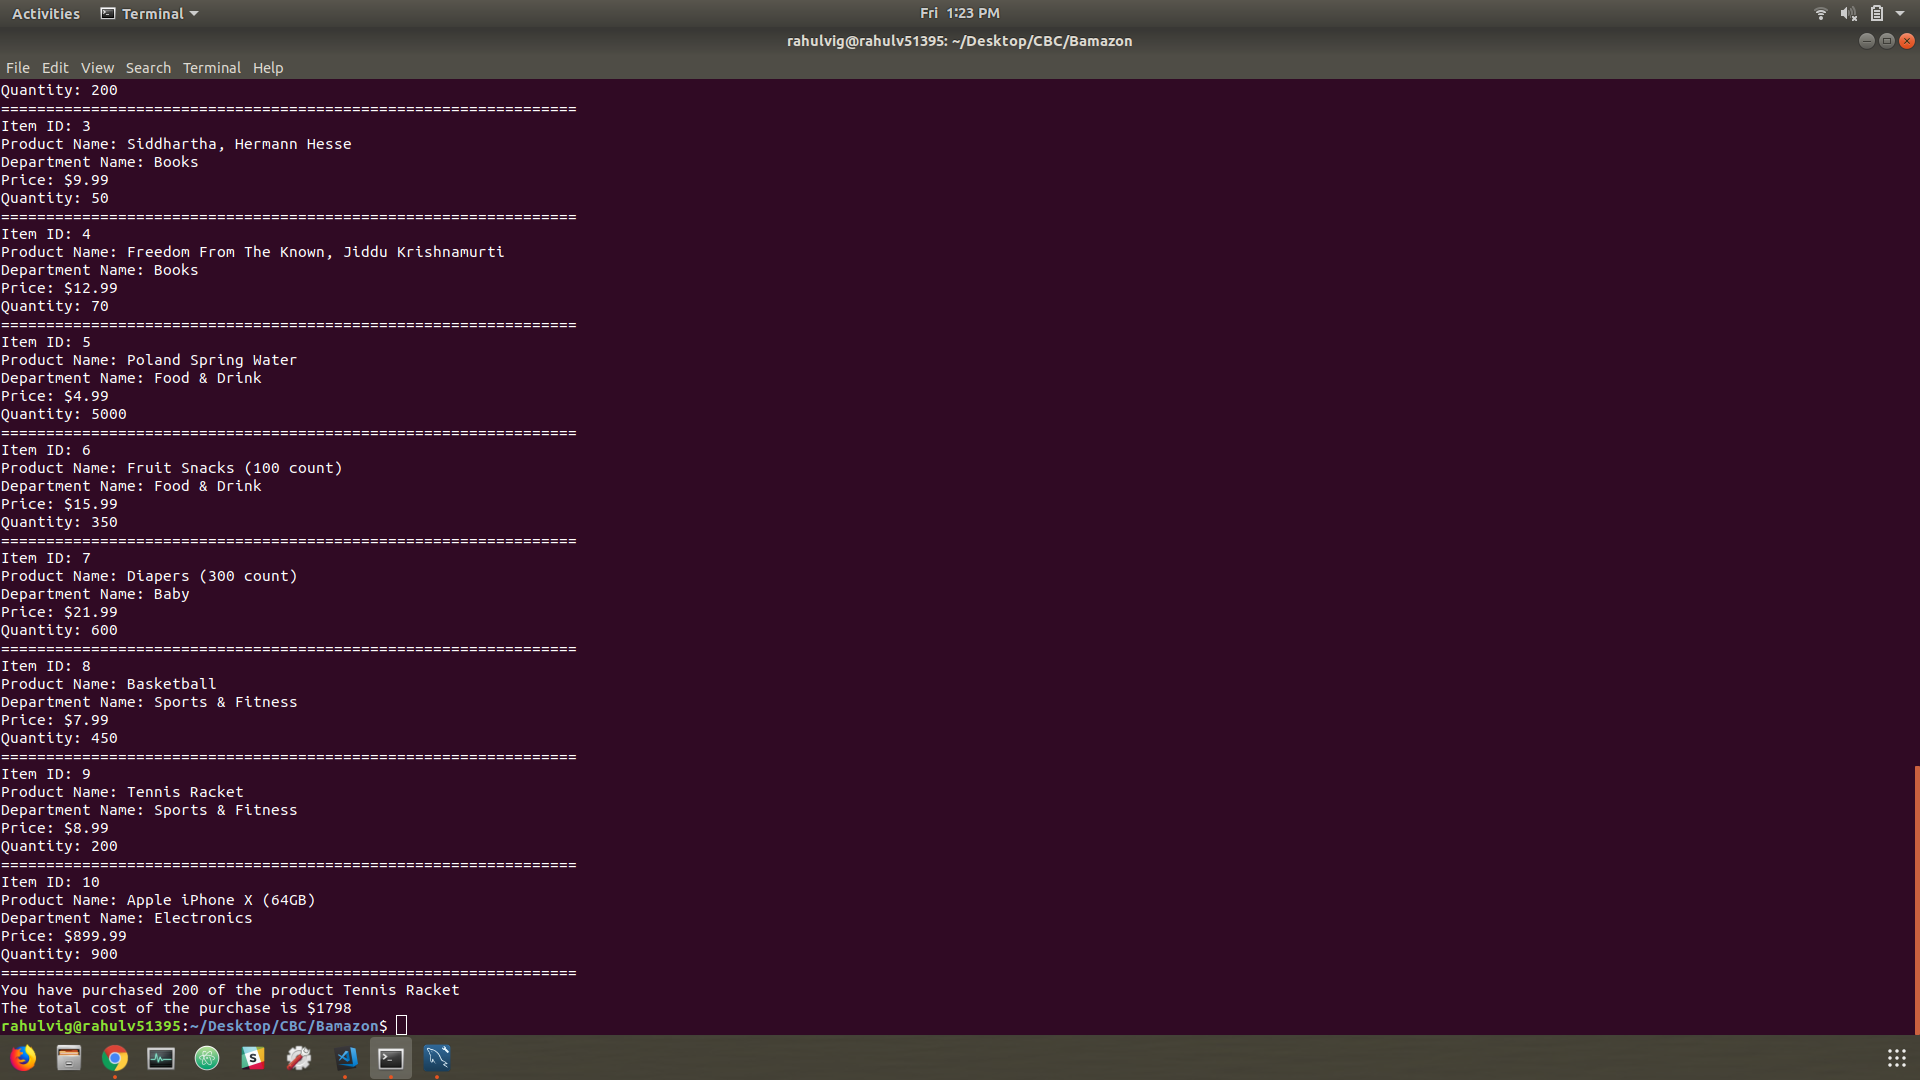 Activities Terminal Fri 1:23 PM
rahulvig@rahulv51395: ~/Desktop/CBC/Bamazon
File Edit View Search Terminal Help
Quantity: 200
================================================================
Item ID: 3
Product Name: Siddhartha, Hermann Hesse
Department Name: Books
Price: $9.99
Quantity: 50
================================================================
Item ID: 4
Product Name: Freedom From The Known, Jiddu Krishnamurti
Department Name: Books
Price: $12.99
Quantity: 70
================================================================
Item ID: 5
Product Name: Poland Spring Water
Department Name: Food & Drink
Price: $4.99
Quantity: 5000
================================================================
Item ID: 6
Product Name: Fruit Snacks (100 count)
Department Name: Food & Drink
Price: $15.99
Quantity: 350
================================================================
Item ID: 7
Product Name: Diapers (300 count)
Department Name: Baby
Price: $21.99
Quantity: 600
================================================================
Item ID: 8
Product Name: Basketball
Department Name: Sports & Fitness
Price: $7.99
Quantity: 450
================================================================
Item ID: 9
Product Name: Tennis Racket
Department Name: Sports & Fitness
Price: $8.99
Quantity: 200
================================================================
Item ID: 10
Product Name: Apple iPhone X (64GB)
Department Name: Electronics
Price: $899.99
Quantity: 900
================================================================
You have purchased 200 of the product Tennis Racket
The total cost of the purchase is $1798
rahulvig@rahulv51395:~/Desktop/CBC/Bamazon$